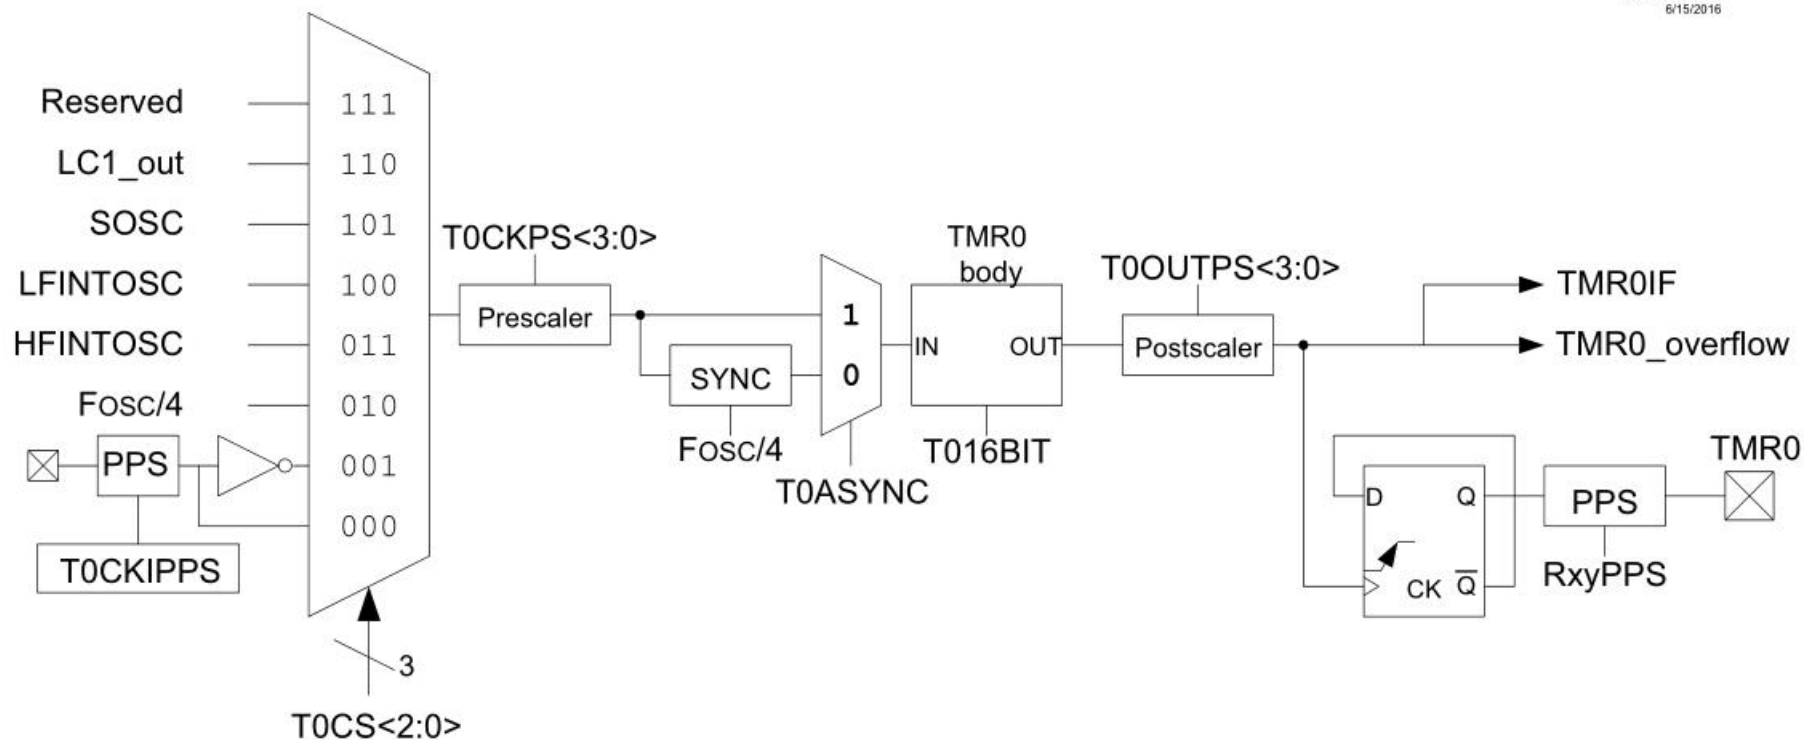 6/15/2016
Reserved
111
LC1_out
110
SOSC
101
LFINTOSC
100
HFINTOSC
011
FOSC/4
010
PPS
001
000
T0CKIPPS
3
T0CS<2:0>
T0CKPS<3:0>
Prescaler
SYNC
FOSC/4
1
0
T0ASYNC
TMR0
body
IN
OUT
T016BIT
T0OUTPS<3:0>
Postscaler
TMR0IF
TMR0_overflow
D
Q
CK
Q̅
PPS
RxyPPS
TMR0